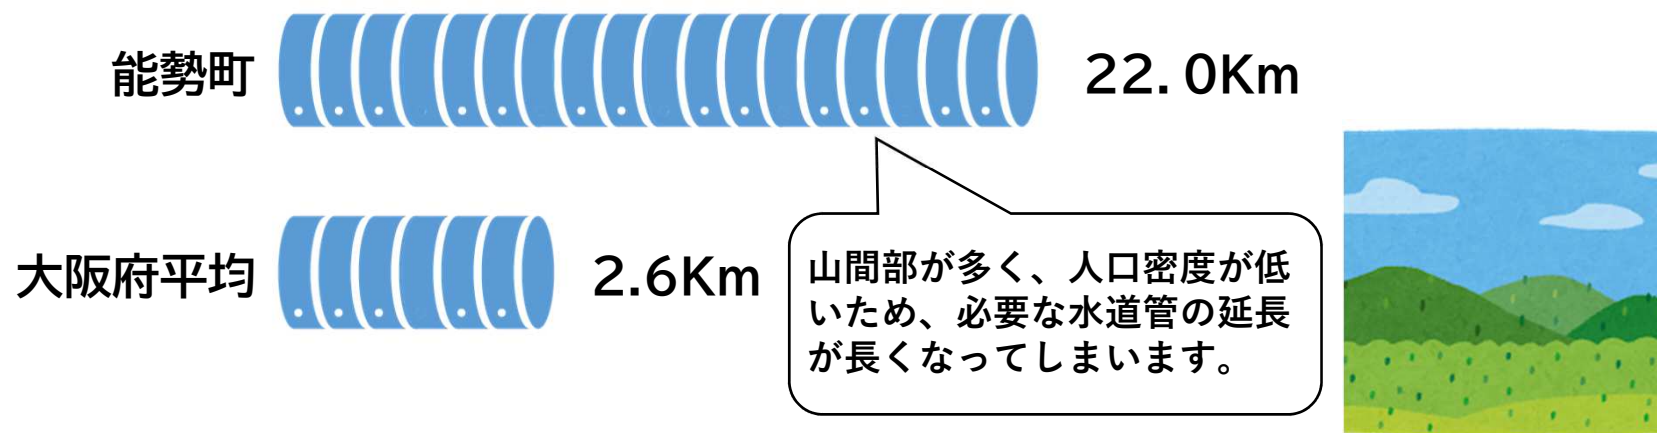 能勢町
22.0Km
大阪府平均
2.6Km
山間部が多く、人口密度が低
いため、必要な水道管の延長
が長くなってしまいます。